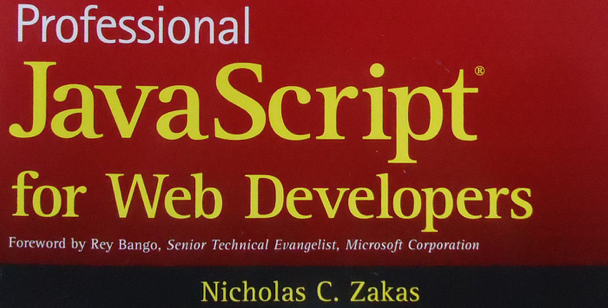 Professional
JavaScript®
for Web Developers
Foreword by Rey Bango, Senior Technical Evangelist, Microsoft Corporation
Nicholas C. Zakas